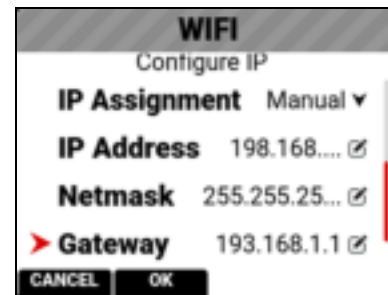 WIFI
Configure IP
IP Assignment Manual
IP Address 198.168....
Netmask 255.255.25...
Gateway 193.168.1.1
CANCEL OK